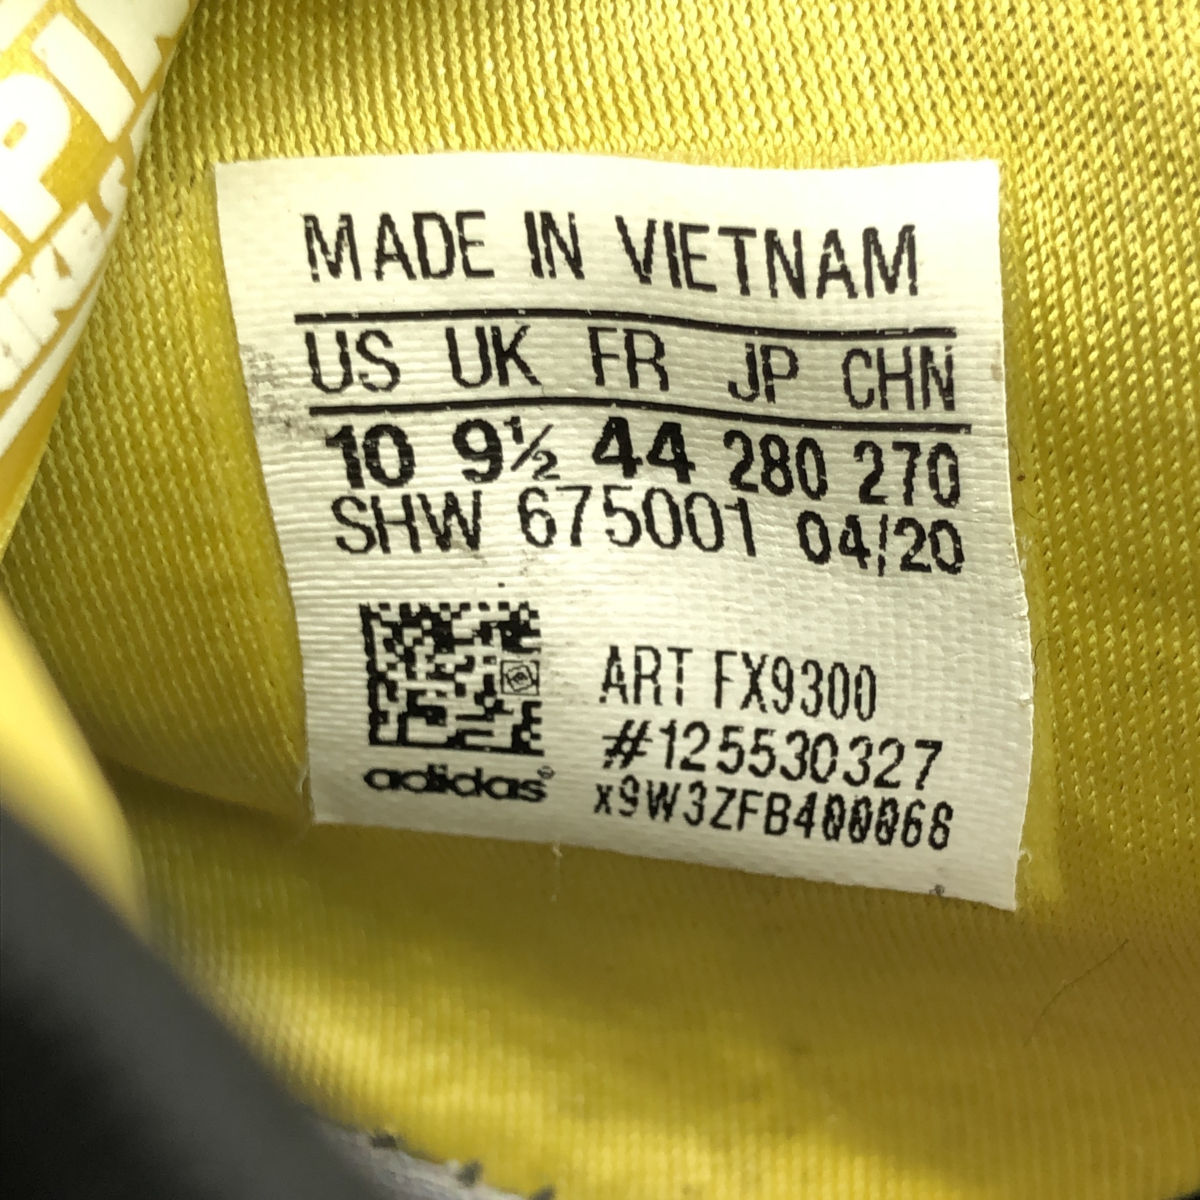 MADE IN VIETNAM
US UK FR JP CHN
10 9½ 44 280 270
SHW 675001 04/20
ART FX9300
#125530327
x9W3ZFB400068
adidas